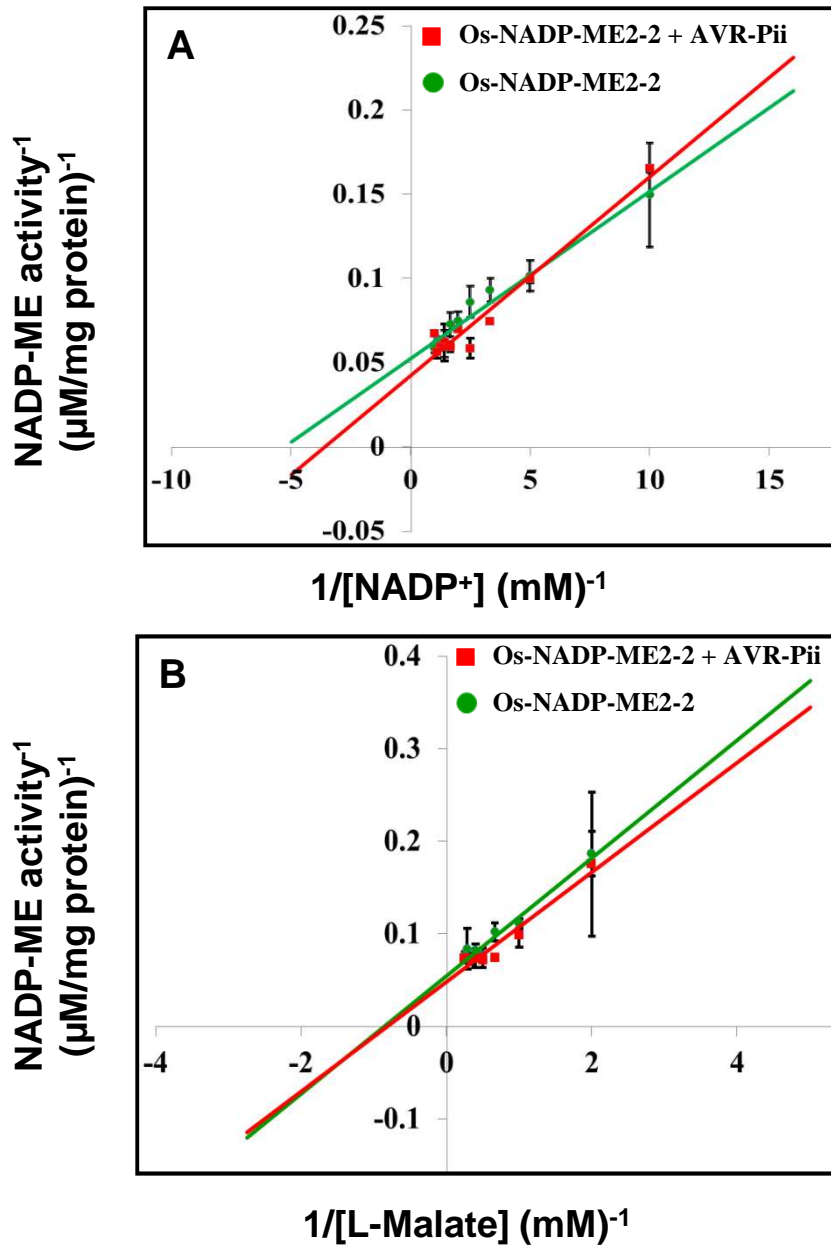 A
Os-NADP-ME2-2 + AVR-Pii
Os-NADP-ME2-2
NADP-ME activity⁻¹
(µM/mg protein)⁻¹
0.25
0.2
0.15
0.1
0.05
0
-0.05
-10
-5
0
5
10
15
1/[NADP⁺] (mM)⁻¹
B
Os-NADP-ME2-2 + AVR-Pii
Os-NADP-ME2-2
NADP-ME activity⁻¹
(µM/mg protein)⁻¹
0.4
0.3
0.2
0.1
0
-0.1
-4
-2
0
2
4
1/[L-Malate] (mM)⁻¹